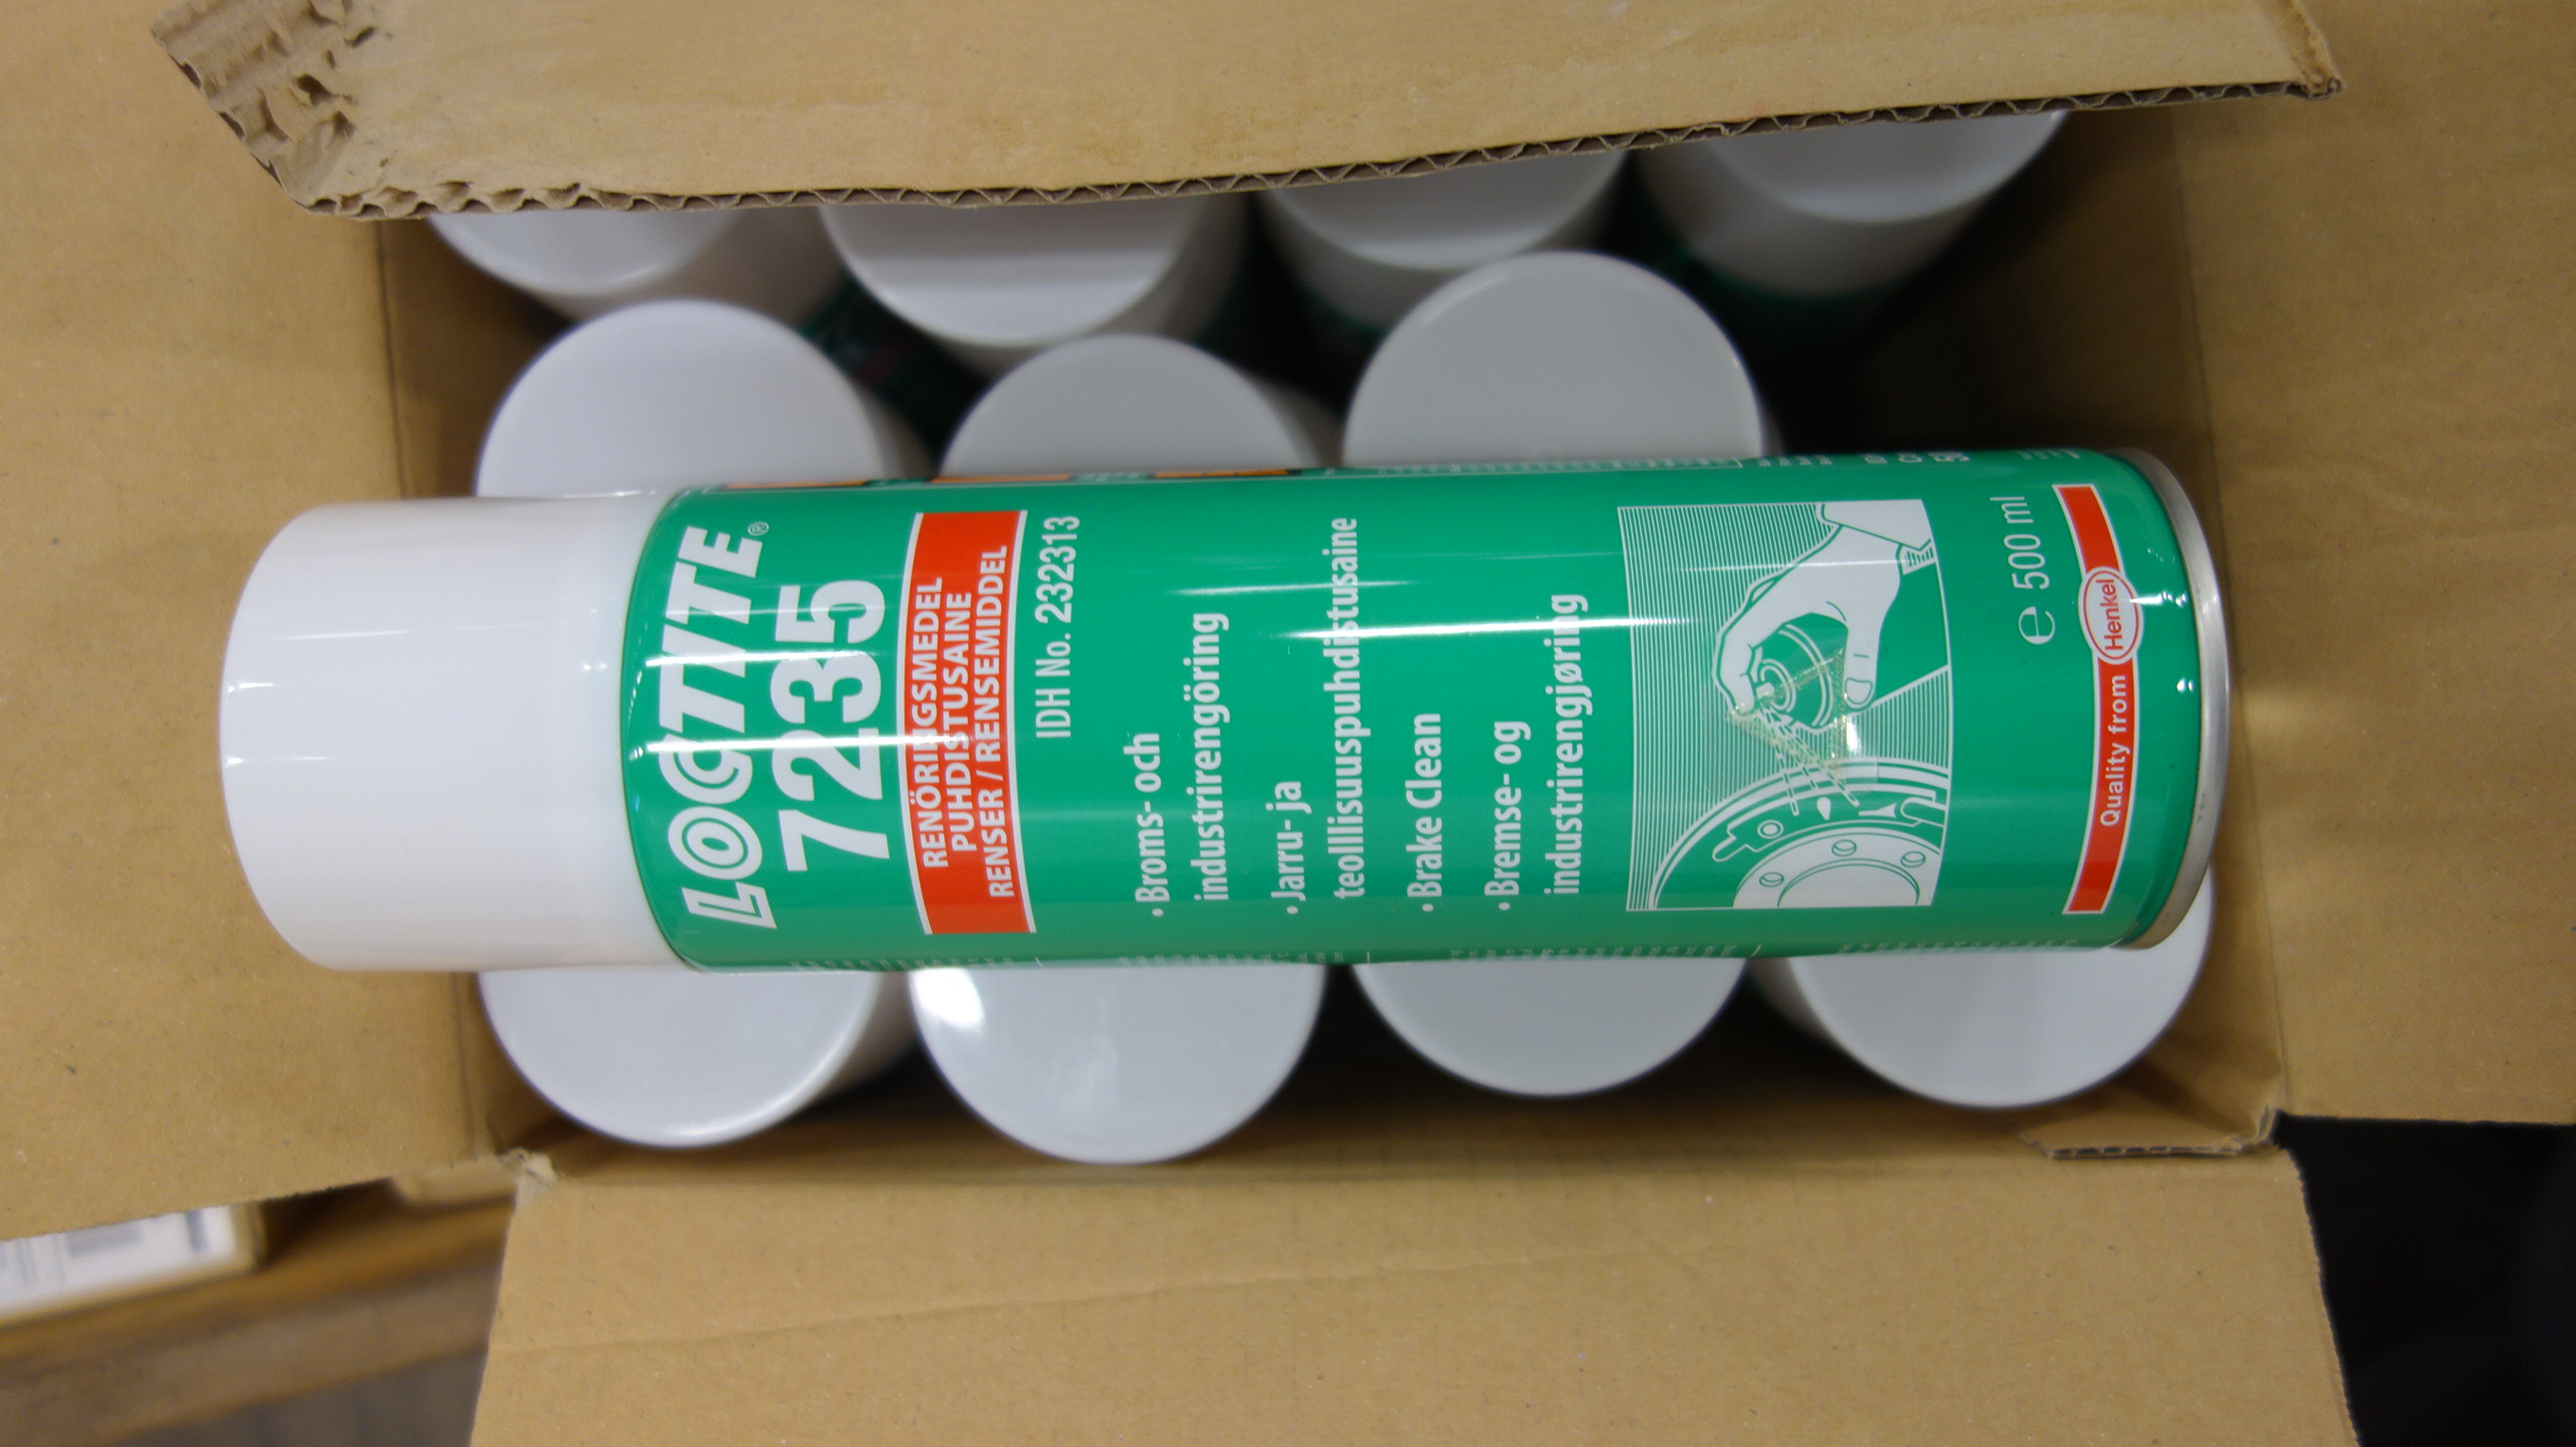 LOCTITE®
7235
RENÖRINGSMEDEL
PUHDISTUSAINE
RENSER / RENSEMIDDEL
IDH No. 232313
• Broms- och
industrirengöring
• Jarru- ja
teollisuuspuhdistusaine
• Brake Clean
• Bremse- og
industrirengjøring
℮ 500 ml
Quality from Henkel